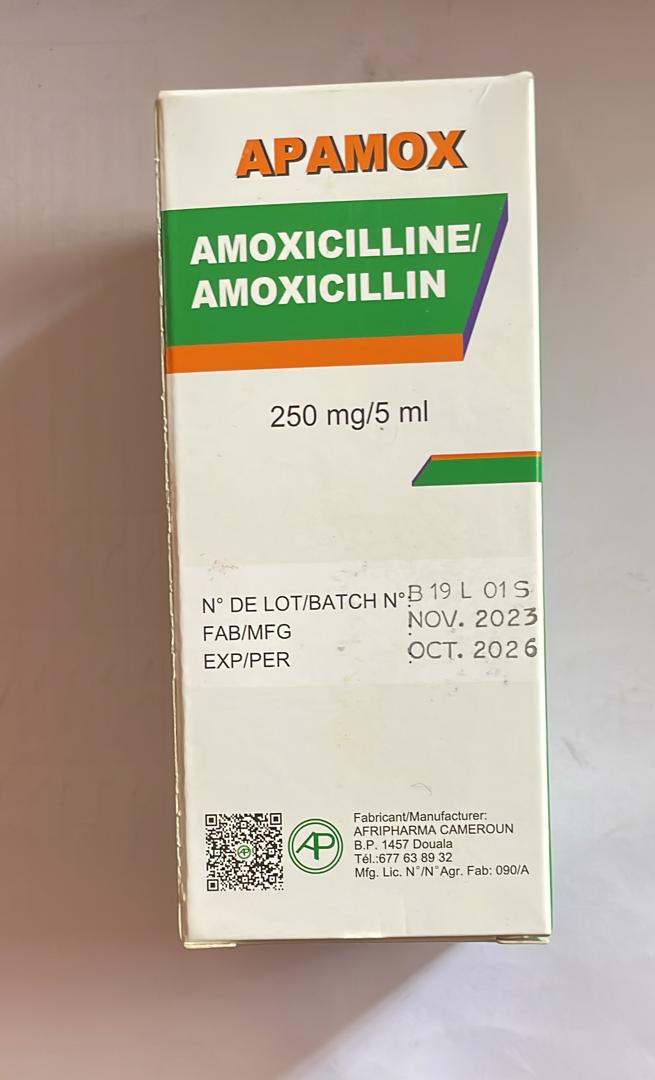 APAMOX
AMOXICILLINE/
AMOXICILLIN
250 mg/5 ml
N° DE LOT/BATCH N°: B 19 L 01 S
FAB/MFG : NOV. 2023
EXP/PER : OCT. 2026
AP
Fabricant/Manufacturer:
AFRIPHARMA CAMEROUN
B.P. 1457 Douala
Tél.:677 63 89 32
Mfg. Lic. N°/N°Agr. Fab: 090/A